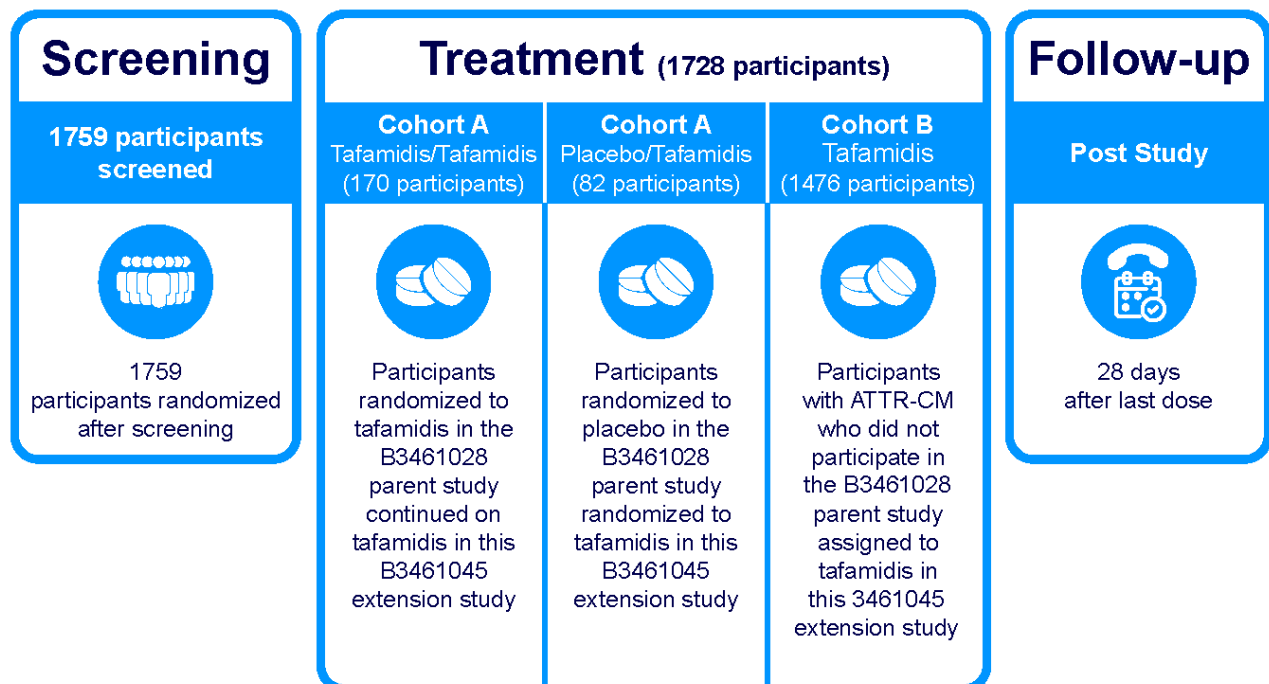 Screening
1759 participants
screened
1759
participants randomized
after screening
Treatment (1728 participants)
Cohort A
Tafamidis/Tafamidis
(170 participants)
Participants
randomized to
tafamidis in the
B3461028
parent study
continued on
tafamidis in this
B3461045
extension study
Cohort A
Placebo/Tafamidis
(82 participants)
Participants
randomized to
placebo in the
B3461028
parent study
randomized to
tafamidis in this
B3461045
extension study
Cohort B
Tafamidis
(1476 participants)
Participants
with ATTR-CM
who did not
participate in
the B3461028
parent study
assigned to
tafamidis in
this 3461045
extension study
Follow-up
Post Study
28 days
after last dose